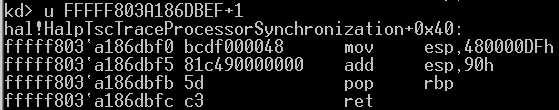 kd> u FFFFF803A186DBEF+1
hal!HalpTscTraceProcessorSynchronization+0x40:
fffff803`a186dbf0 bcdf000048      mov     esp,480000DFh
fffff803`a186dbf5 81c490000000    add     esp,90h
fffff803`a186dbfb 5d              pop     rbp
fffff803`a186dbfc c3              ret